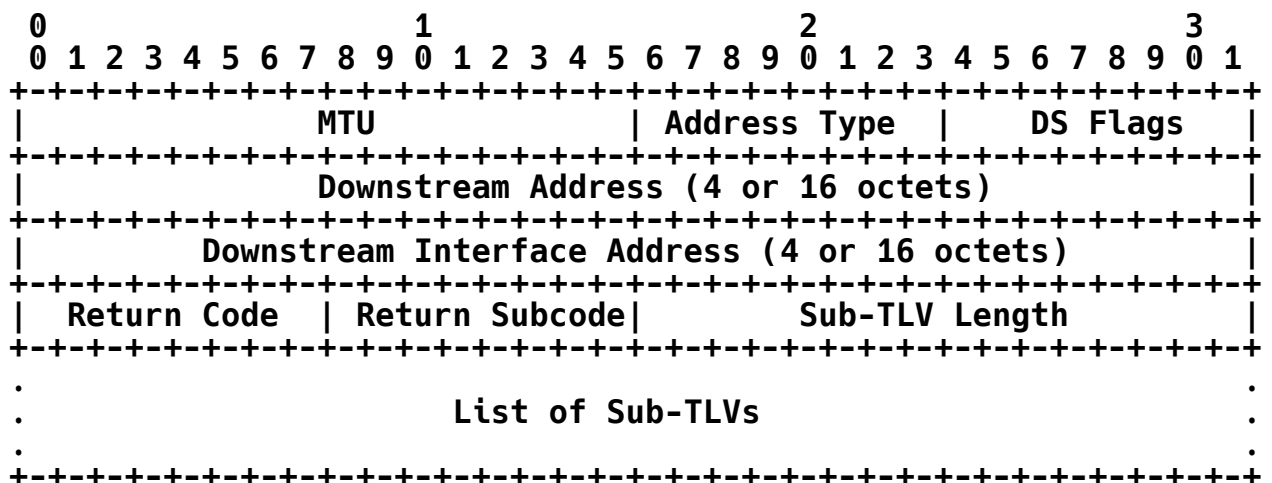 0                   1                   2                   3
 0 1 2 3 4 5 6 7 8 9 0 1 2 3 4 5 6 7 8 9 0 1 2 3 4 5 6 7 8 9 0 1
+-+-+-+-+-+-+-+-+-+-+-+-+-+-+-+-+-+-+-+-+-+-+-+-+-+-+-+-+-+-+-+-+
|               MTU             | Address Type  |    DS Flags   |
+-+-+-+-+-+-+-+-+-+-+-+-+-+-+-+-+-+-+-+-+-+-+-+-+-+-+-+-+-+-+-+-+
|               Downstream Address (4 or 16 octets)             |
+-+-+-+-+-+-+-+-+-+-+-+-+-+-+-+-+-+-+-+-+-+-+-+-+-+-+-+-+-+-+-+-+
|         Downstream Interface Address (4 or 16 octets)         |
+-+-+-+-+-+-+-+-+-+-+-+-+-+-+-+-+-+-+-+-+-+-+-+-+-+-+-+-+-+-+-+-+
|  Return Code  | Return Subcode|        Sub-TLV Length         |
+-+-+-+-+-+-+-+-+-+-+-+-+-+-+-+-+-+-+-+-+-+-+-+-+-+-+-+-+-+-+-+-+
.                                                               .
.                      List of Sub-TLVs                         .
.                                                               .
+-+-+-+-+-+-+-+-+-+-+-+-+-+-+-+-+-+-+-+-+-+-+-+-+-+-+-+-+-+-+-+-+